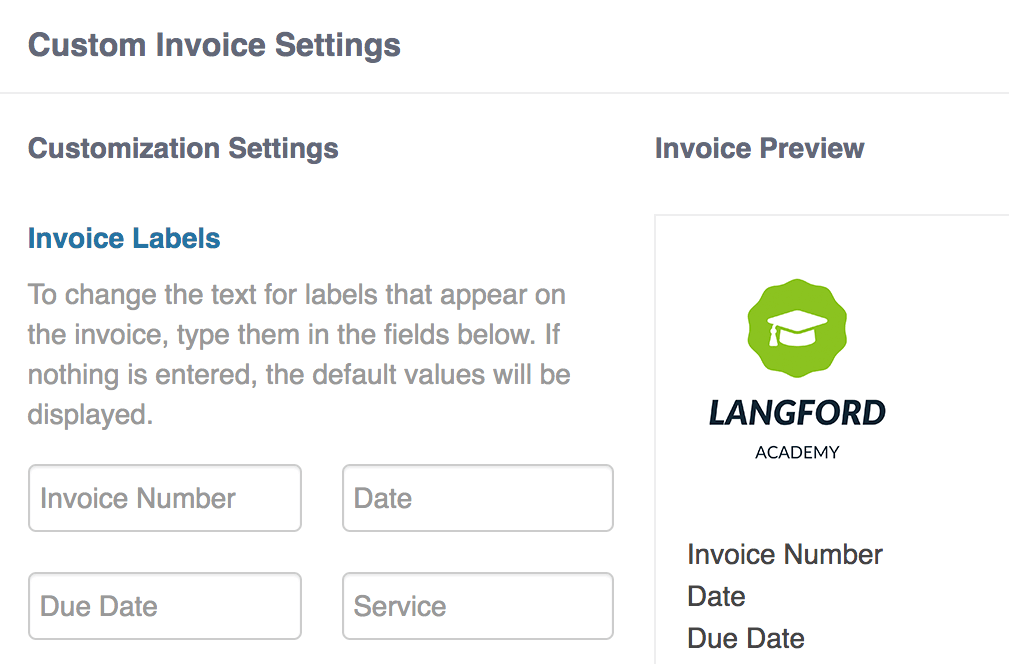 Custom Invoice Settings
Customization Settings
Invoice Labels
To change the text for labels that appear on
the invoice, type them in the fields below. If
nothing is entered, the default values will be
displayed.
Invoice Number
Date
Due Date
Service
Invoice Preview
LANGFORD
ACADEMY
Invoice Number
Date
Due Date